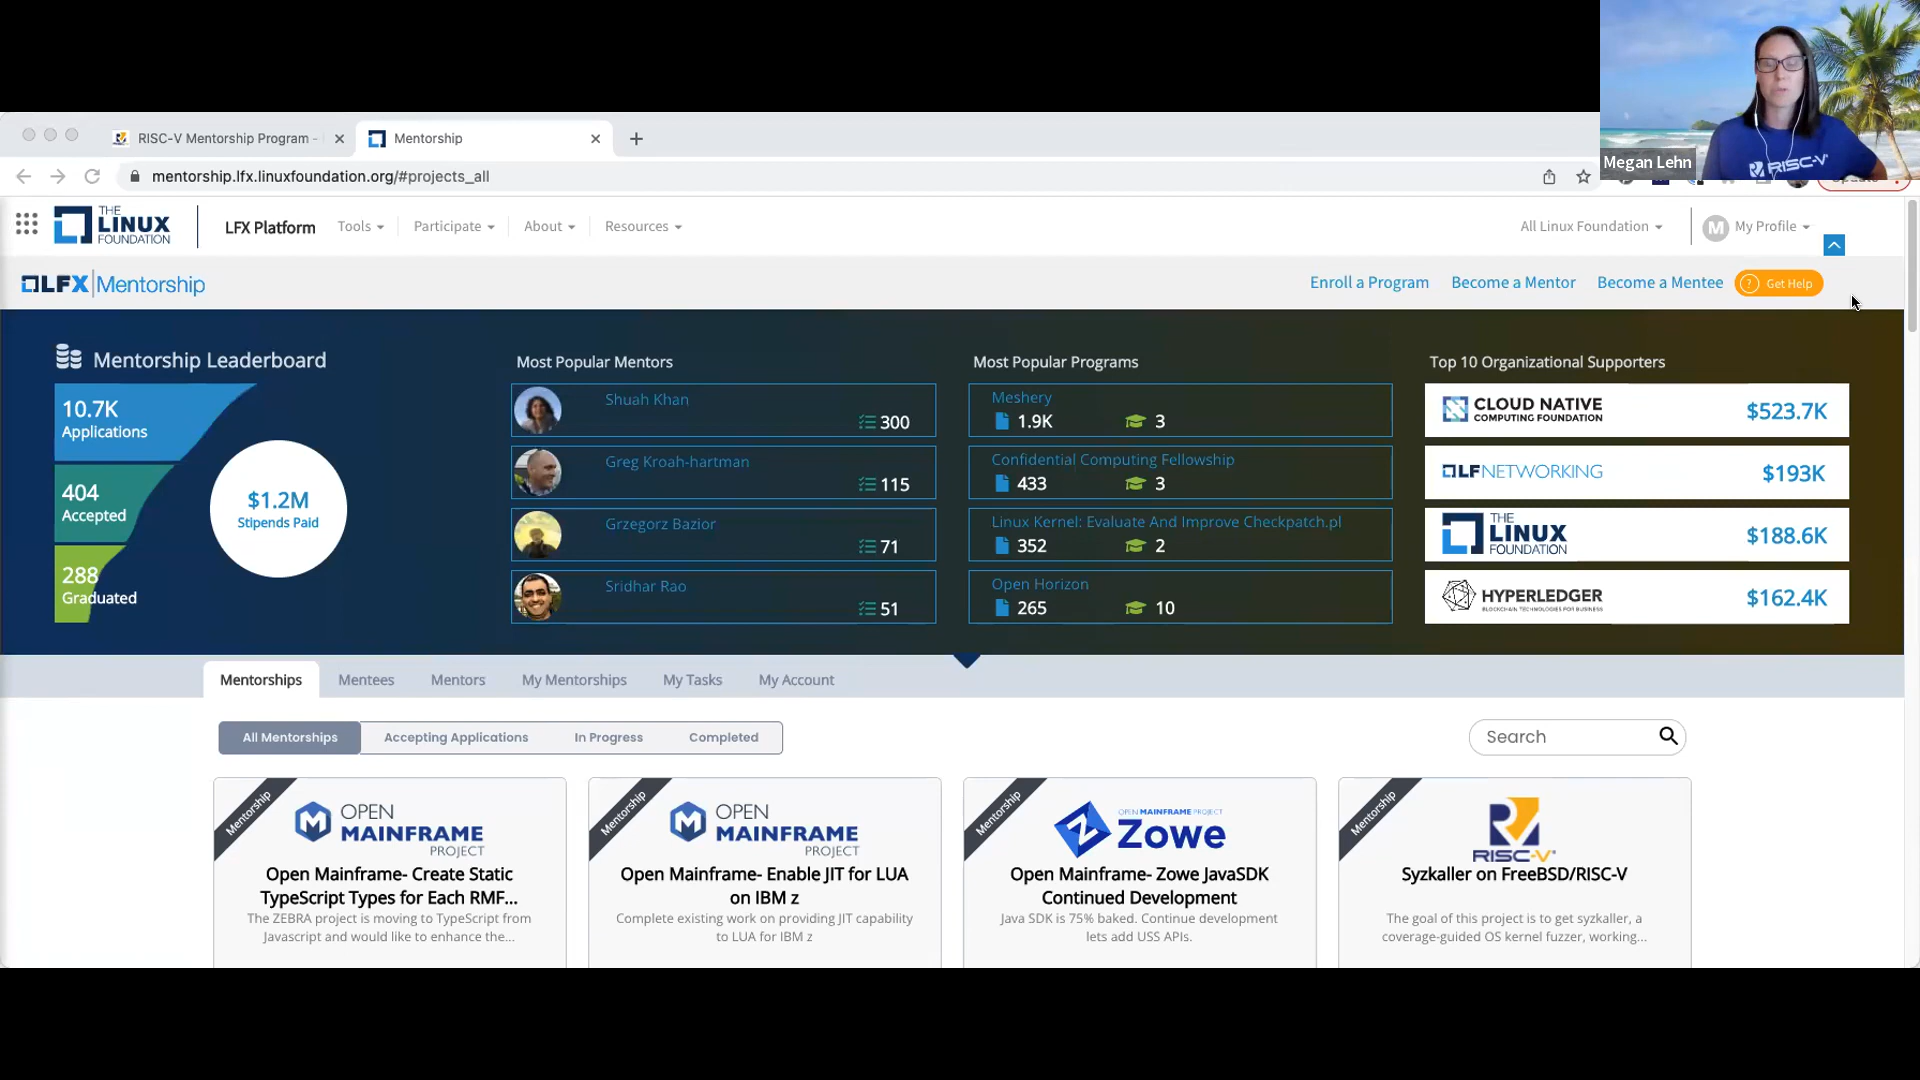 RISC-V Mentorship Program -
Mentorship
mentorship.lfx.linuxfoundation.org/#projects_all
RISC-V
Megan Lehn
THE
LINUX
FOUNDATION
LFX Platform
Tools
Participate
About
Resources
All Linux Foundation
M
My Profile
LFX Mentorship
Enroll a Program
Become a Mentor
Become a Mentee
? Get Help
Mentorship Leaderboard
10.7K
Applications
404
Accepted
288
Graduated
$1.2M
Stipends Paid
Most Popular Mentors
Shuah Khan
300
Greg Kroah-hartman
115
Grzegorz Bazior
71
Sridhar Rao
51
Most Popular Programs
Meshery
1.9K 3
Confidential Computing Fellowship
433 3
Linux Kernel: Evaluate And Improve Checkpatch.pl
352 2
Open Horizon
265 10
Top 10 Organizational Supporters
CLOUD NATIVE
COMPUTING FOUNDATION
$523.7K
LFNETWORKING
$193K
THE
LINUX
FOUNDATION
$188.6K
HYPERLEDGER
BLOCKCHAIN TECHNOLOGIES FOR BUSINESS
$162.4K
Mentorships
Mentees
Mentors
My Mentorships
My Tasks
My Account
All Mentorships
Accepting Applications
In Progress
Completed
Search
Mentorship
OPEN
MAINFRAME
PROJECT
Open Mainframe- Create Static
TypeScript Types for Each RMF...
The ZEBRA project is moving to TypeScript from
Javascript and would like to enhance the...
Mentorship
OPEN
MAINFRAME
PROJECT
Open Mainframe- Enable JIT for LUA
on IBM z
Complete existing work on providing JIT capability
to LUA for IBM z
Mentorship
OPEN MAINFRAME PROJECT
Zowe
Open Mainframe- Zowe JavaSDK
Continued Development
Java SDK is 75% baked. Continue development
lets add USS APIs.
Mentorship
RISC-V
Syzkaller on FreeBSD/RISC-V
The goal of this project is to get syzkaller, a
coverage-guided OS kernel fuzzer, working...